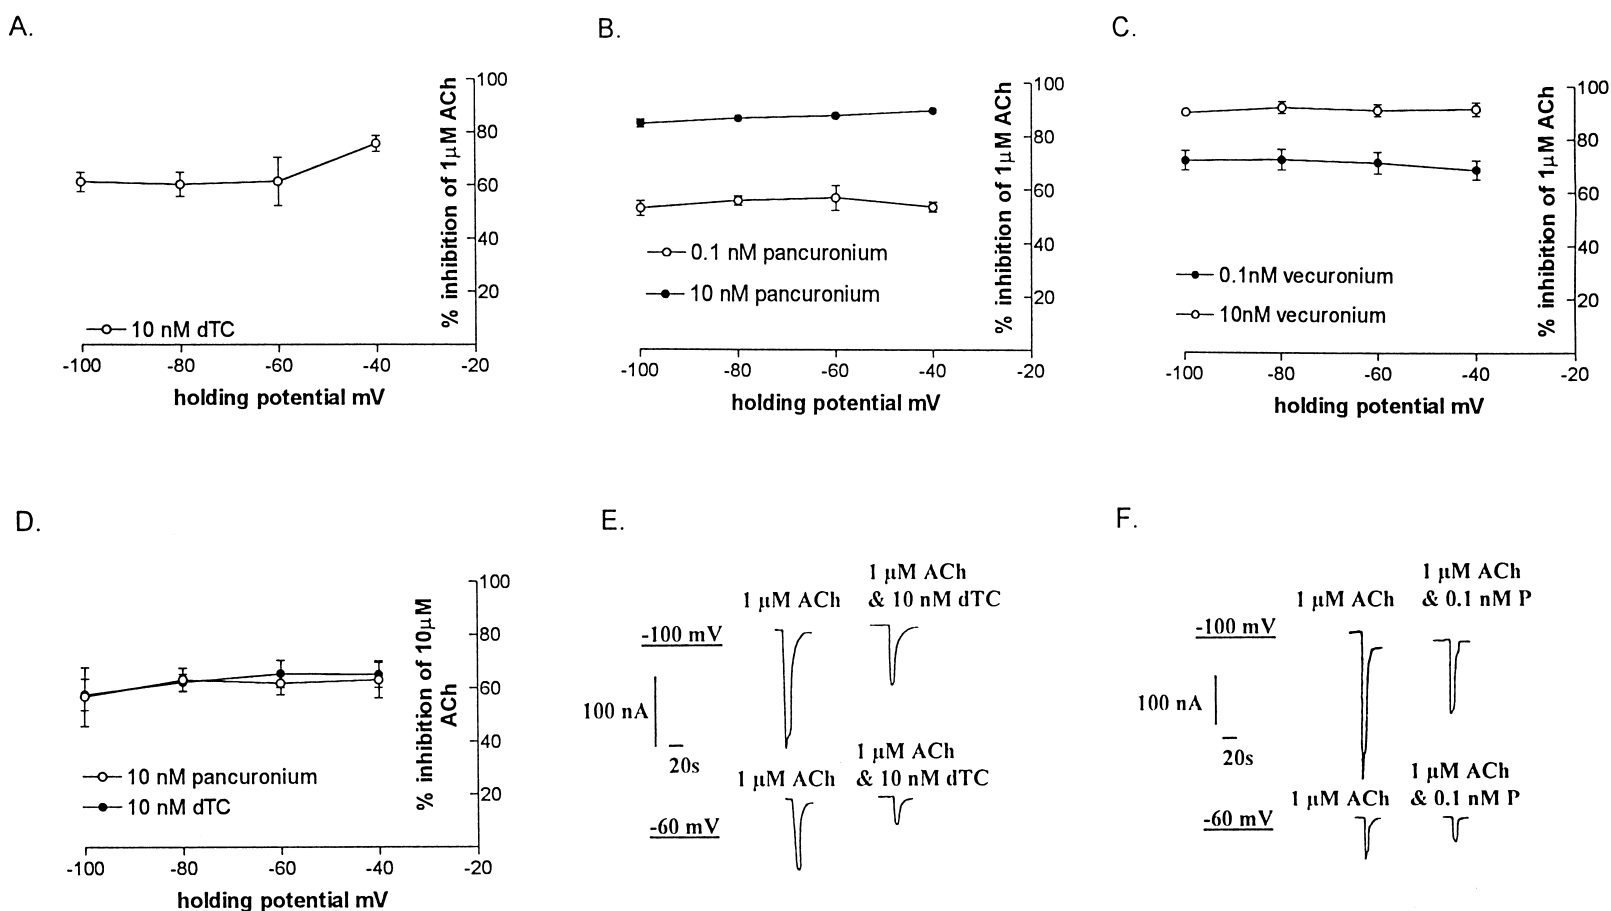 A.
% inhibition of 1μM ACh
100
80
60
40
20
10 nM dTC
-100
-80
-60
-40
-20
holding potential mV
B.
% inhibition of 1μM ACh
100
80
60
40
20
0.1 nM pancuronium
10 nM pancuronium
-100
-80
-60
-40
-20
holding potential mV
C.
% inhibition of 1μM ACh
100
80
60
40
20
0.1nM vecuronium
10nM vecuronium
-100
-80
-60
-40
-20
holding potential mV
D.
% inhibition of 10μM
ACh
100
80
60
40
20
10 nM pancuronium
10 nM dTC
-100
-80
-60
-40
-20
holding potential mV
E.
1 μM ACh
1 μM ACh
& 10 nM dTC
-100 mV
100 nA
20s
1 μM ACh
1 μM ACh
& 10 nM dTC
-60 mV
F.
1 μM ACh
1 μM ACh
& 0.1 nM P
-100 mV
100 nA
20s
1 μM ACh
1 μM ACh
& 0.1 nM P
-60 mV